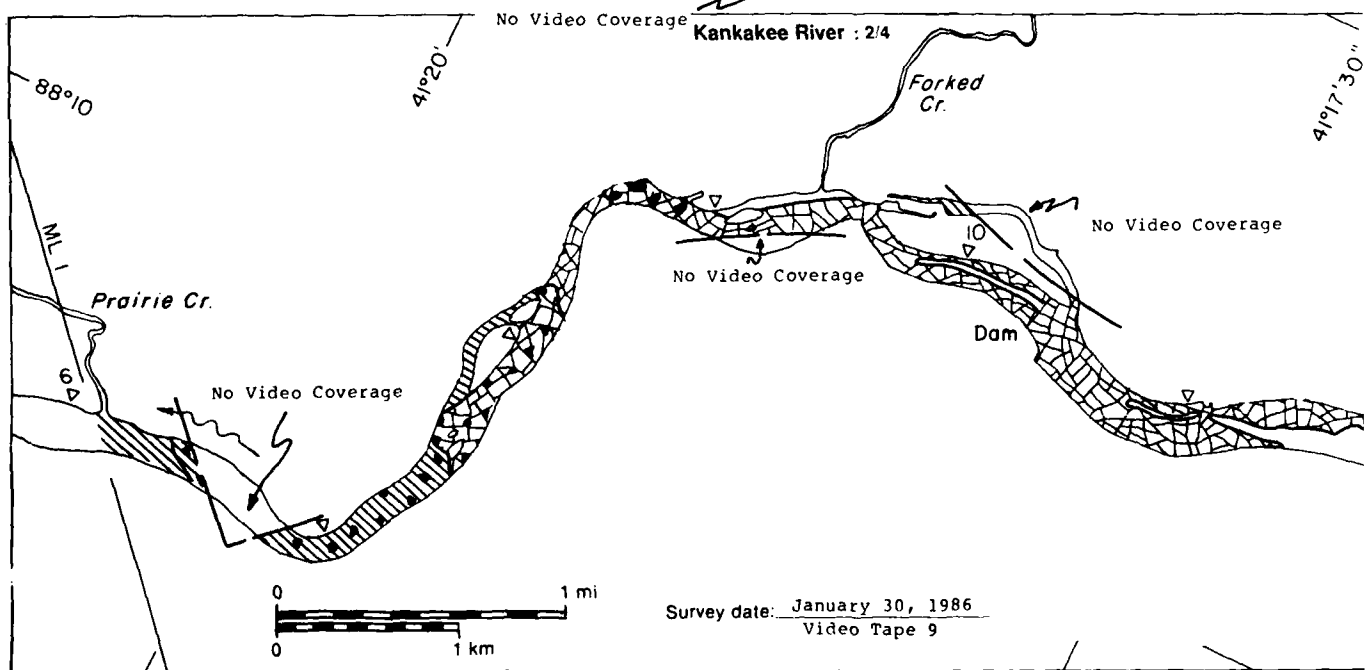 No Video Coverage
Kankakee River : 2/4
88°10
41°20'
41°17'30"
Forked
Cr.
ML 1
Prairie Cr.
6
No Video Coverage
No Video Coverage
10
No Video Coverage
Dam
0
1 mi
0
1 km
Survey date: January 30, 1986
Video Tape 9